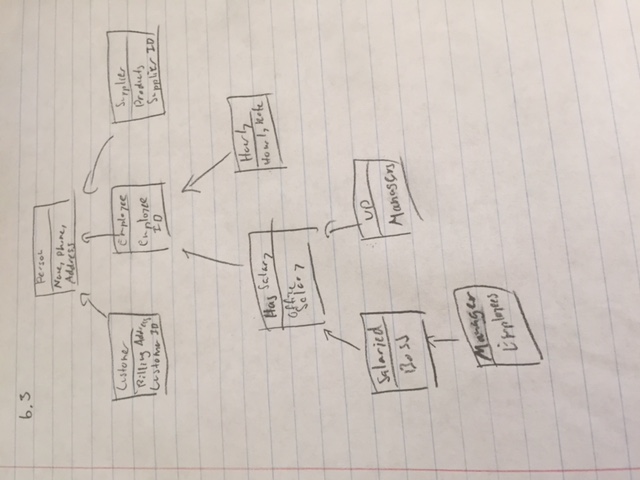 6.3
Person
Name, Phone,
Address
Customer
Billing Address
Customer ID
Employee
Employee
ID
Supplier
Products
Supplier ID
Has Salary
Office
Salary
Hourly
Hourly Rate
Salaried
Boss
VP
Managers
Manager
Employees